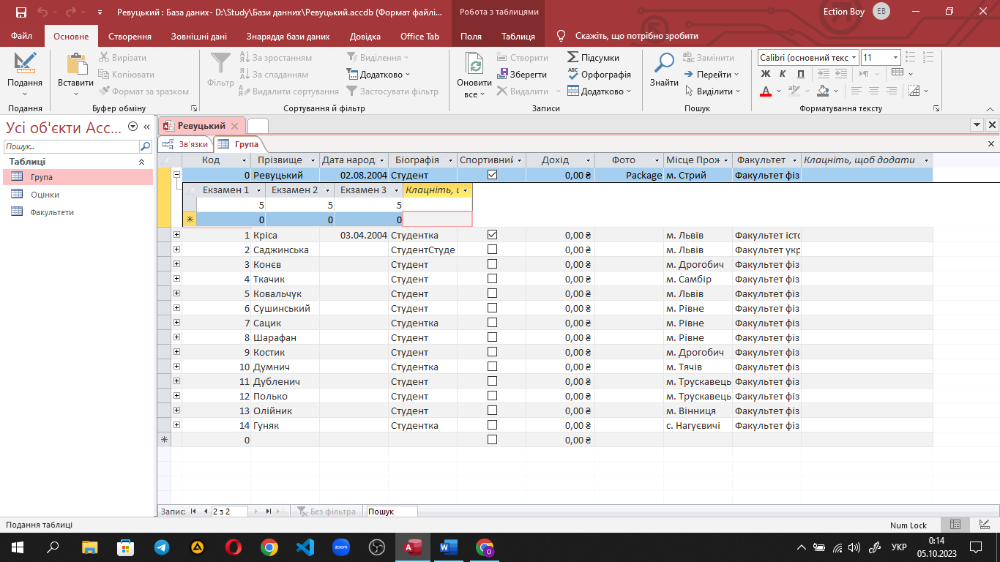 Ревуцький : База даних- D:\Study\Бази данних\Ревуцький.accdb (Формат файлі...
Робота з таблицями
Ection Boy EB
Файл Основне Створення Зовнішні дані Знаряддя бази даних Довідка Office Tab Поля Таблиця Скажіть, що потрібно зробити
Подання
Вставити
Вирізати
Копіювати
Формат за зразком
Фільтр
За зростанням
За спаданням
Видалити сортування
Виділення
Додатково
Застосувати фільтр
Оновити все
Створити
Зберегти
Видалити
Підсумки
Орфографія
Додатково
Знайти
Замінити
Перейти
Виділити
Calibri (основний текс 11
Ж К П
Подання Буфер обміну Сортування й фільтр Записи Пошук Форматування тексту
Усі об'єкти Acc...
Пошук...
Таблиці
Група
Оцінки
Факультети
Ревуцький
Зв'язки Група
Код Прізвище Дата народ Біографія Спортивний Дохід Фото Місце Прож Факультет Клацніть, щоб додати
0 Ревуцький 02.08.2004 Студент 0,00 ₴ Package м. Стрий Факультет фіз
Екзамен 1 Екзамен 2 Екзамен 3 Клацніть, щ
5 5 5
0 0 0
1 Кріса 03.04.2004 Студентка 0,00 ₴ м. Львів Факультет істо
2 Саджинська СтудентСтуде 0,00 ₴ м. Львів Факультет укр
3 Конєв Студент 0,00 ₴ м. Дрогобич Факультет фіз
4 Ткачик Студент 0,00 ₴ м. Самбір Факультет фіз
5 Ковальчук Студент 0,00 ₴ м. Львів Факультет фіз
6 Сушинський Студент 0,00 ₴ м. Рівне Факультет фіз
7 Сацик Студентка 0,00 ₴ м. Рівне Факультет фіз
8 Шарафан Студент 0,00 ₴ м. Рівне Факультет фіз
9 Костик Студент 0,00 ₴ м. Дрогобич Факультет фіз
10 Думнич Студентка 0,00 ₴ м. Тячів Факультет фіз
11 Дубленич Студент 0,00 ₴ м. Трускавець Факультет фіз
12 Полько Студент 0,00 ₴ м. Трускавець Факультет фіз
13 Олійник Студент 0,00 ₴ м. Вінниця Факультет фіз
14 Гуняк Студентка 0,00 ₴ с. Нагуєвичі Факультет фіз
0 0,00 ₴
Запис: 2 з 2 Без фільтра Пошук
Подання таблиці
Num Lock
zoom
УКР
0:14
05.10.2023